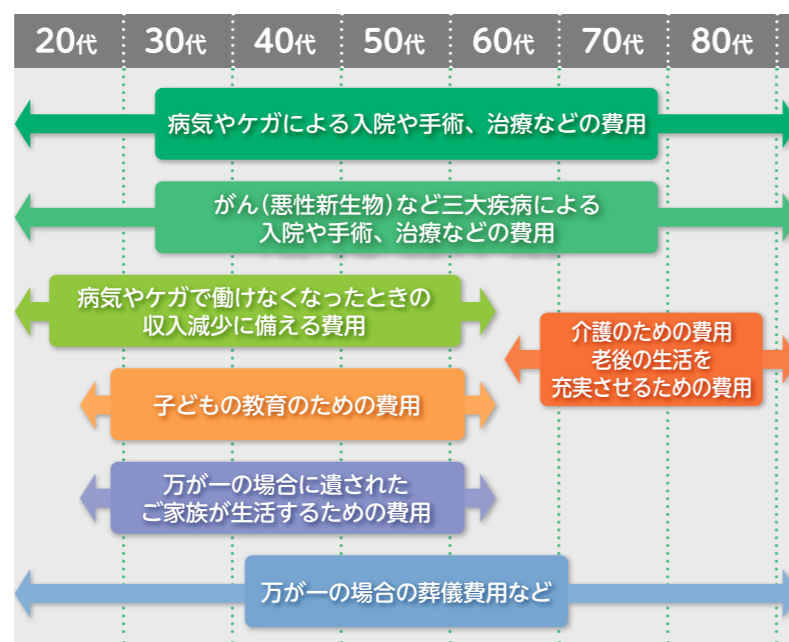 20代 30代 40代 50代 60代 70代 80代
病気やケガによる入院や手術、治療などの費用
がん(悪性新生物)など三大疾病による
入院や手術、治療などの費用
病気やケガで働けなくなったときの
収入減少に備える費用
介護のための費用
老後の生活を
充実させるための費用
子どもの教育のための費用
万が一の場合に遺された
ご家族が生活するための費用
万が一の場合の葬儀費用など